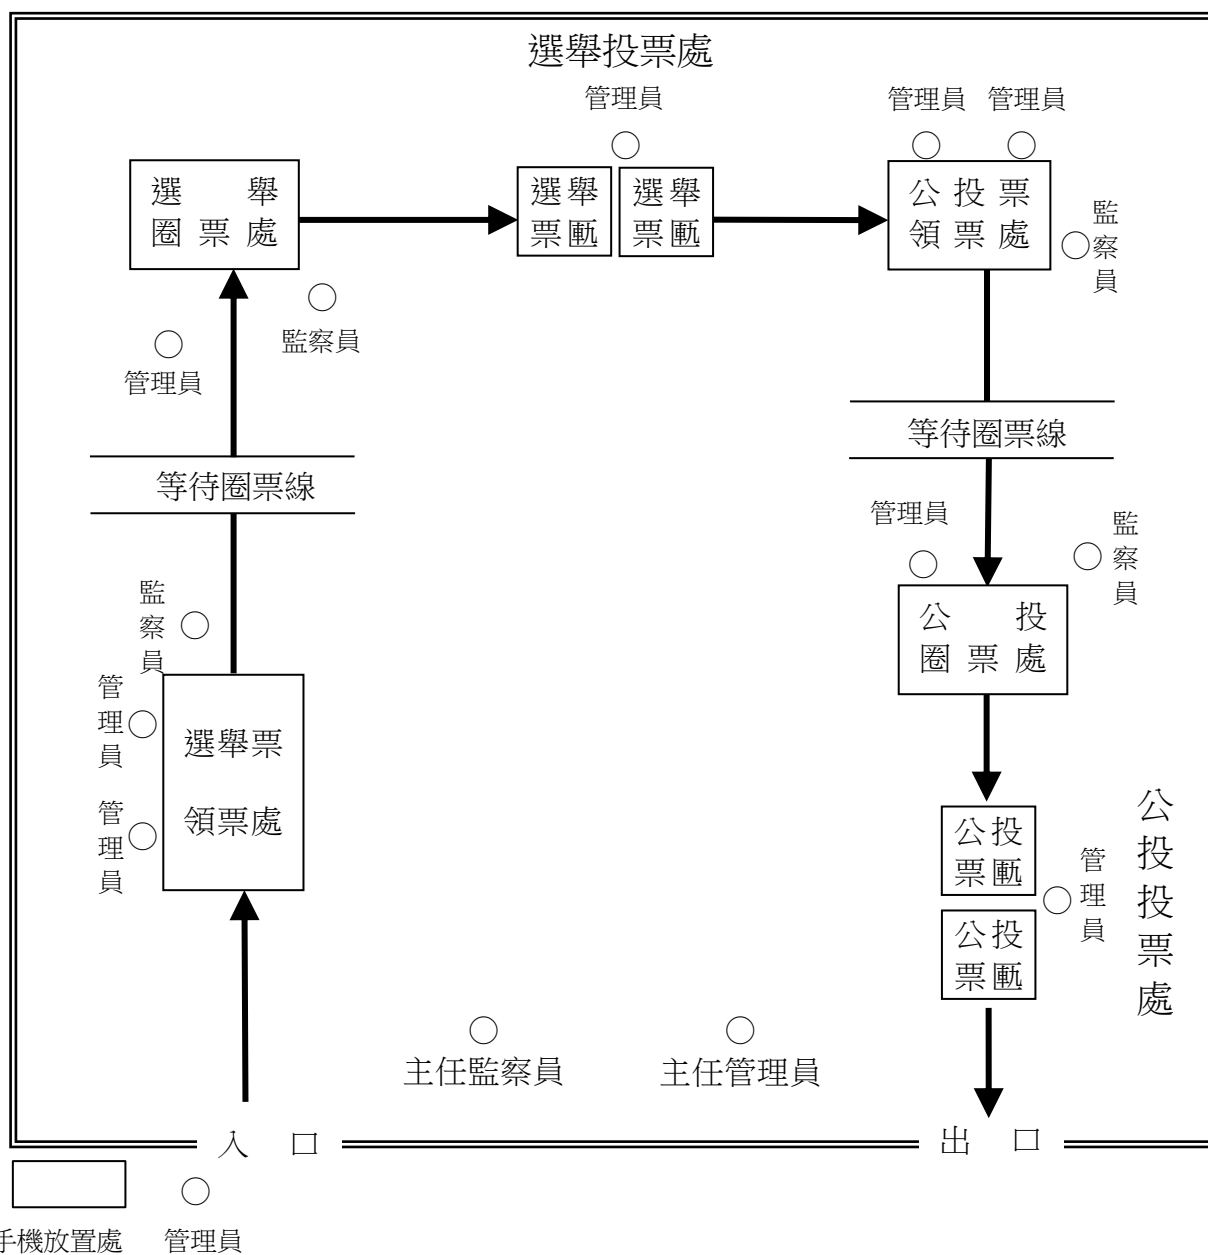 選舉投票處
管理員
管理員
管理員
選舉
圈票處
選舉
票匭
選舉
票匭
公投票
領票處
監察員
監察員
管理員
等待圈票線
等待圈票線
管理員
監察員
監察員
公投
圈票處
管理員
選舉票
領票處
管理員
公投
票匭
管理員
公投投票處
公投
票匭
主任監察員
主任管理員
入口
出口
手機放置處
管理員